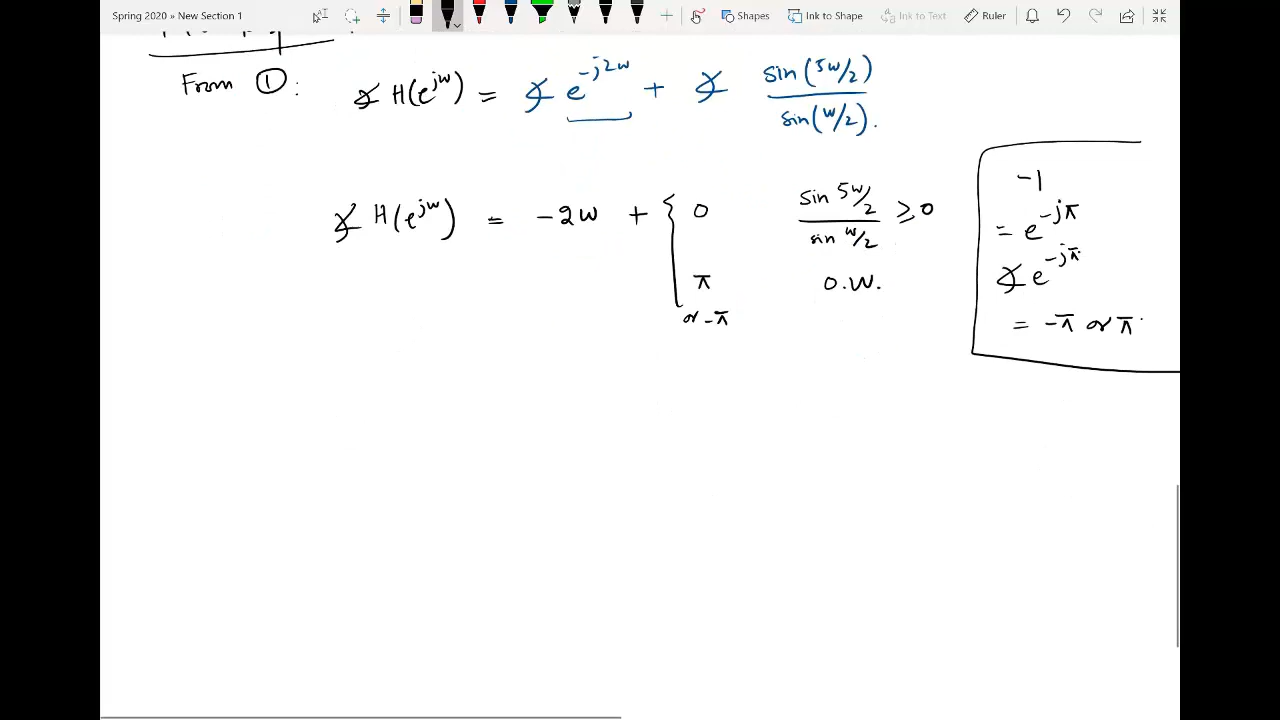 Spring 2020 » New Section 1
Shapes Ink to Shape Ink to Text Ruler
From ①: ∡ H(e^{jw}) = ∡ e^{-j2w} + ∡ sin(5w/2) / sin(w/2).
∡ H(e^{jw}) = -2w + { 0 sin 5w/2 / sin w/2 ≥ 0
π O.W.
or -π
-1
= e^{-jπ}
∡ e^{-jπ}
= -π or π.